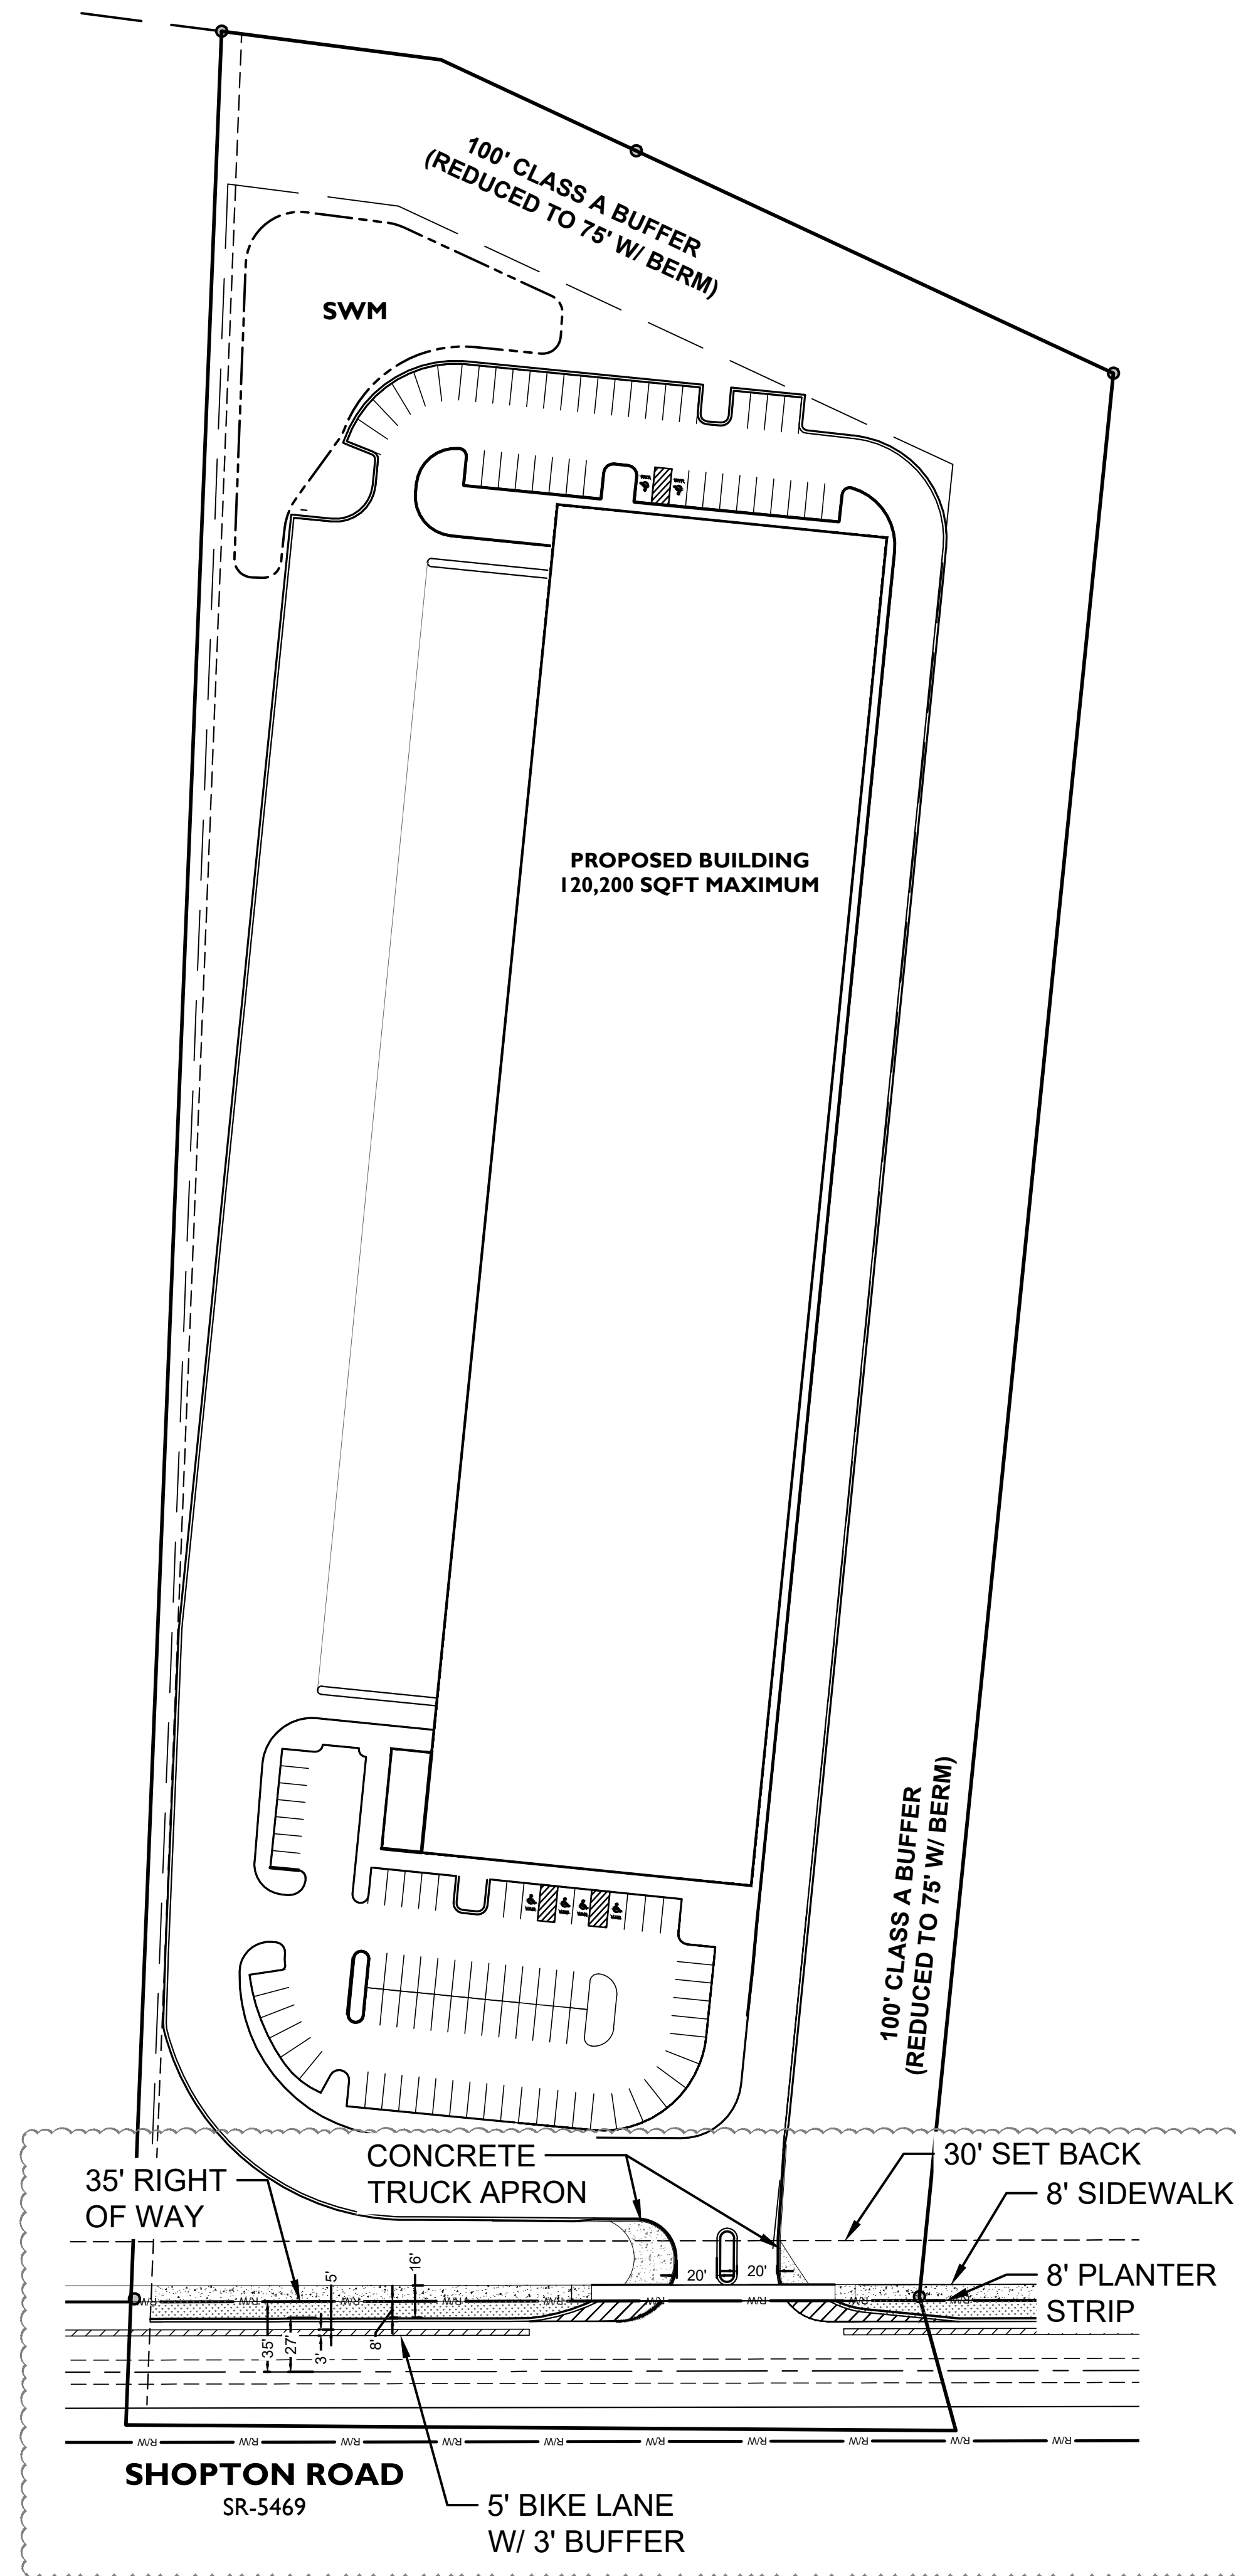 100' CLASS A BUFFER
(REDUCED TO 75' W/ BERM)
SWM
PROPOSED BUILDING
120,200 SQFT MAXIMUM
100' CLASS A BUFFER
(REDUCED TO 75' W/ BERM)
CONCRETE
TRUCK APRON
30' SET BACK
35' RIGHT
OF WAY
8' SIDEWALK
16'
5'
20'
20'
8' PLANTER
STRIP
R/W R/W R/W R/W R/W R/W R/W R/W R/W
35'
27'
3'
8'
R/W R/W R/W R/W R/W R/W R/W R/W R/W R/W
SHOPTON ROAD
SR-5469
5' BIKE LANE
W/ 3' BUFFER